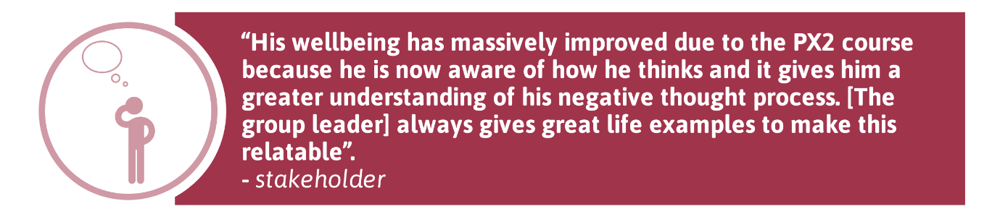 “His wellbeing has massively improved due to the PX2 course
because he is now aware of how he thinks and it gives him a
greater understanding of his negative thought process. [The
group leader] always gives great life examples to make this
relatable”.
- stakeholder